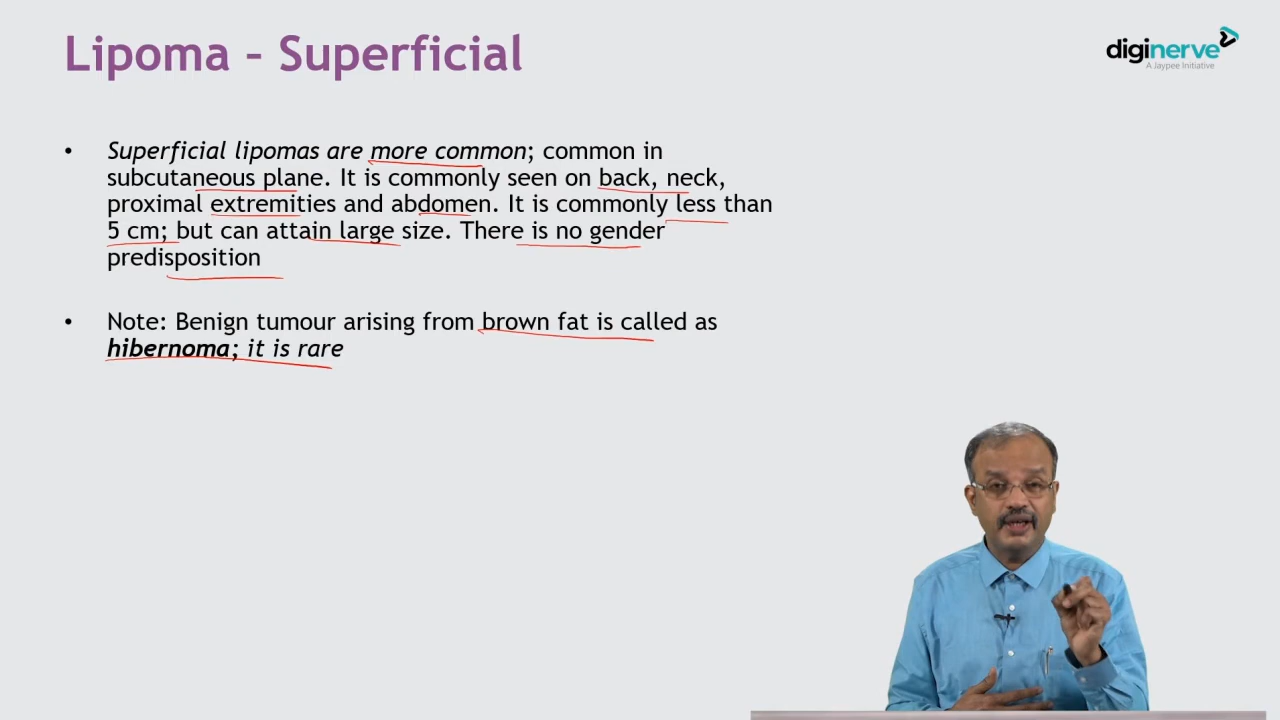 Lipoma – Superficial
diginerve
A Jaypee Initiative
• Superficial lipomas are more common; common in
subcutaneous plane. It is commonly seen on back, neck,
proximal extremities and abdomen. It is commonly less than
5 cm; but can attain large size. There is no gender
predisposition
• Note: Benign tumour arising from brown fat is called as
hibernoma; it is rare